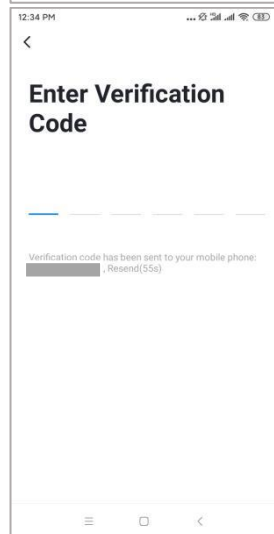 12:34 PM
Enter Verification
Code
Verification code has been sent to your mobile phone:
, Resend(55s)